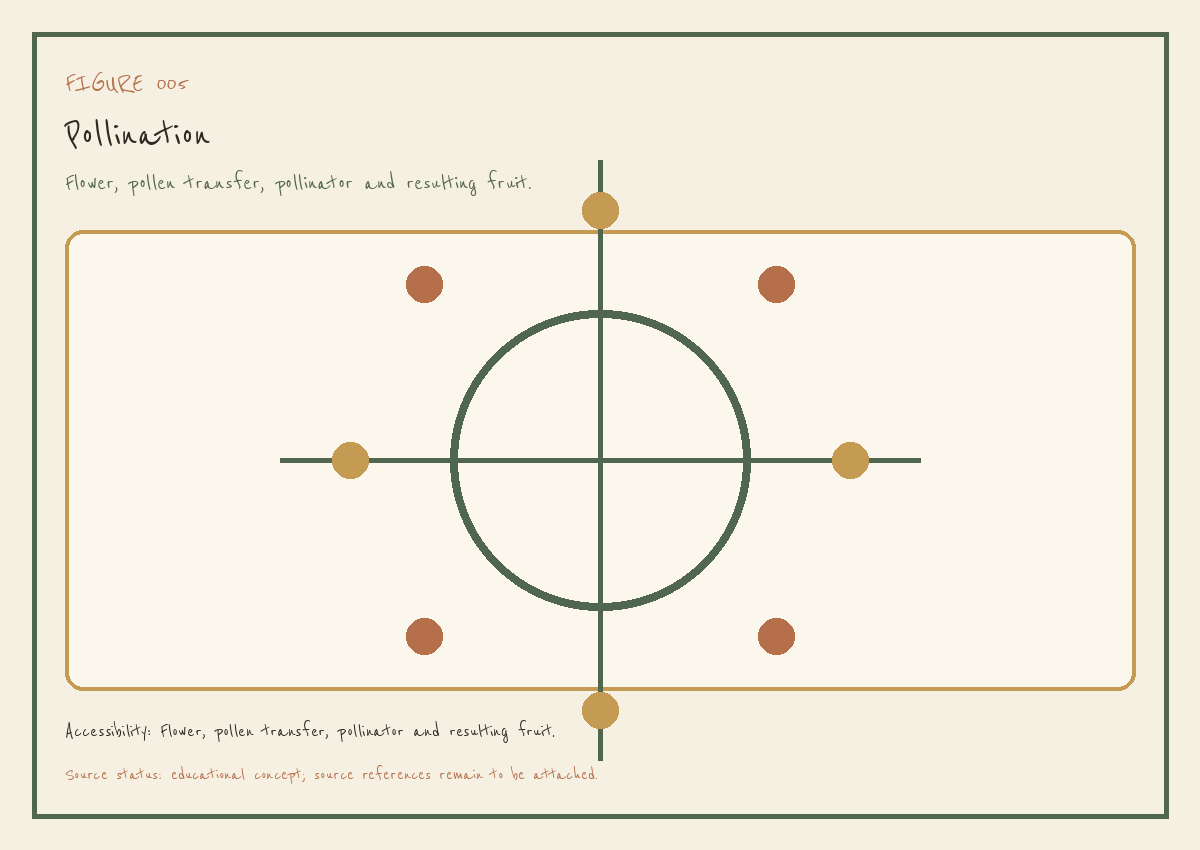 FIGURE 005
Pollination
Flower, pollen transfer, pollinator and resulting fruit.
Accessibility: Flower, pollen transfer, pollinator and resulting fruit.
Source status: educational concept; source references remain to be attached.